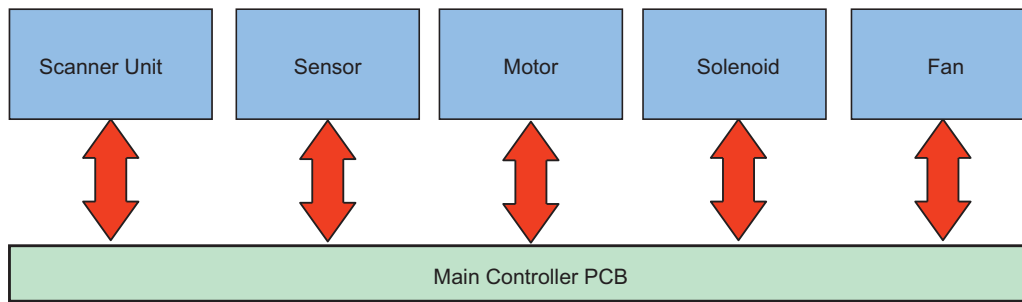 Scanner Unit
Sensor
Motor
Solenoid
Fan
Main Controller PCB